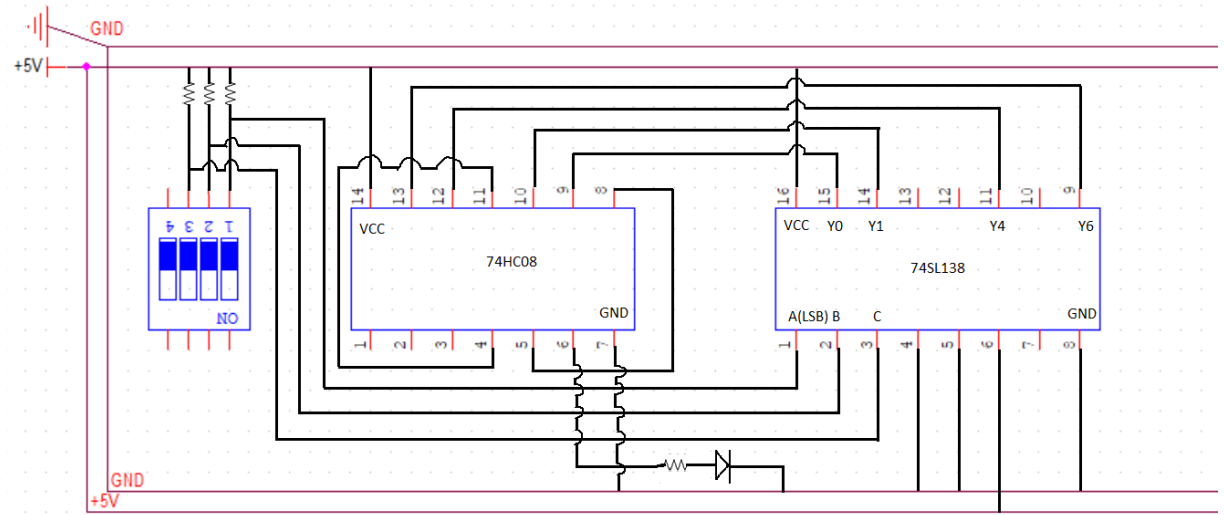 GND
+5V
14 13 12 11 10 9 8
16 15 14 13 12 11 10 9
4 3 2 1
VCC
VCC Y0 Y1 Y4 Y6
74HC08
74SL138
ON
GND
A(LSB) B C GND
1 2 3 4 5 6 7
1 2 3 4 5 6 7 8
GND
+5V